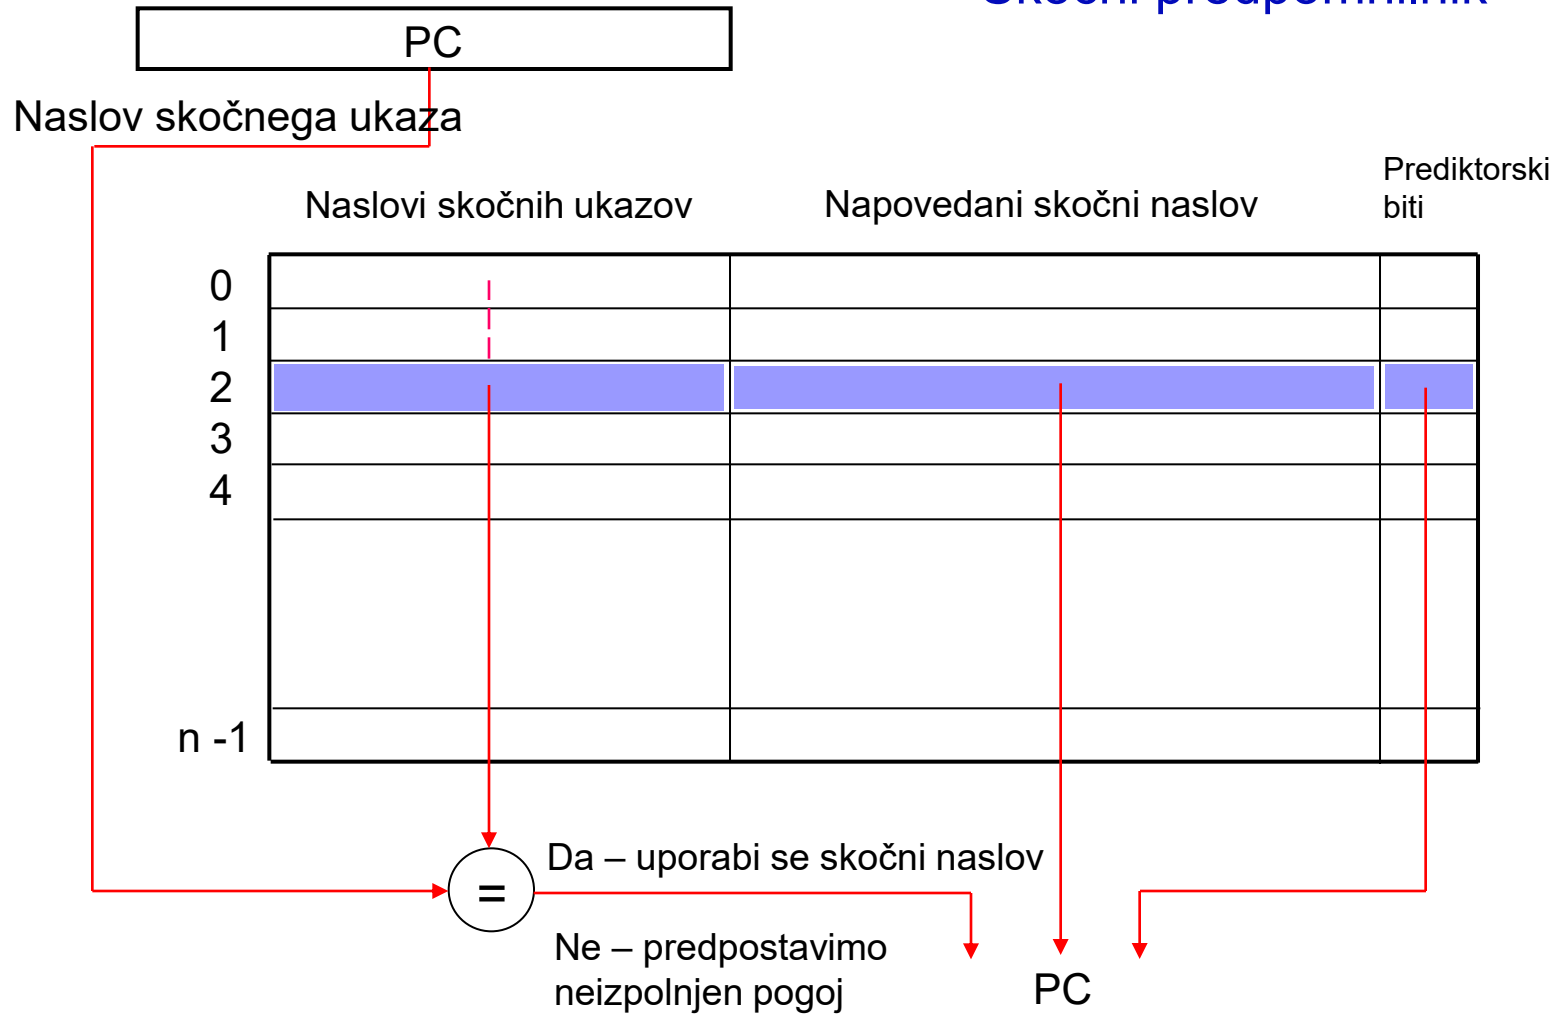 PC
Naslov skočnega ukaza
Prediktorski
biti
Naslovi skočnih ukazov
Napovedani skočni naslov
0
1
2
3
4
n -1
=
Da – uporabi se skočni naslov
Ne – predpostavimo
neizpolnjen pogoj
PC